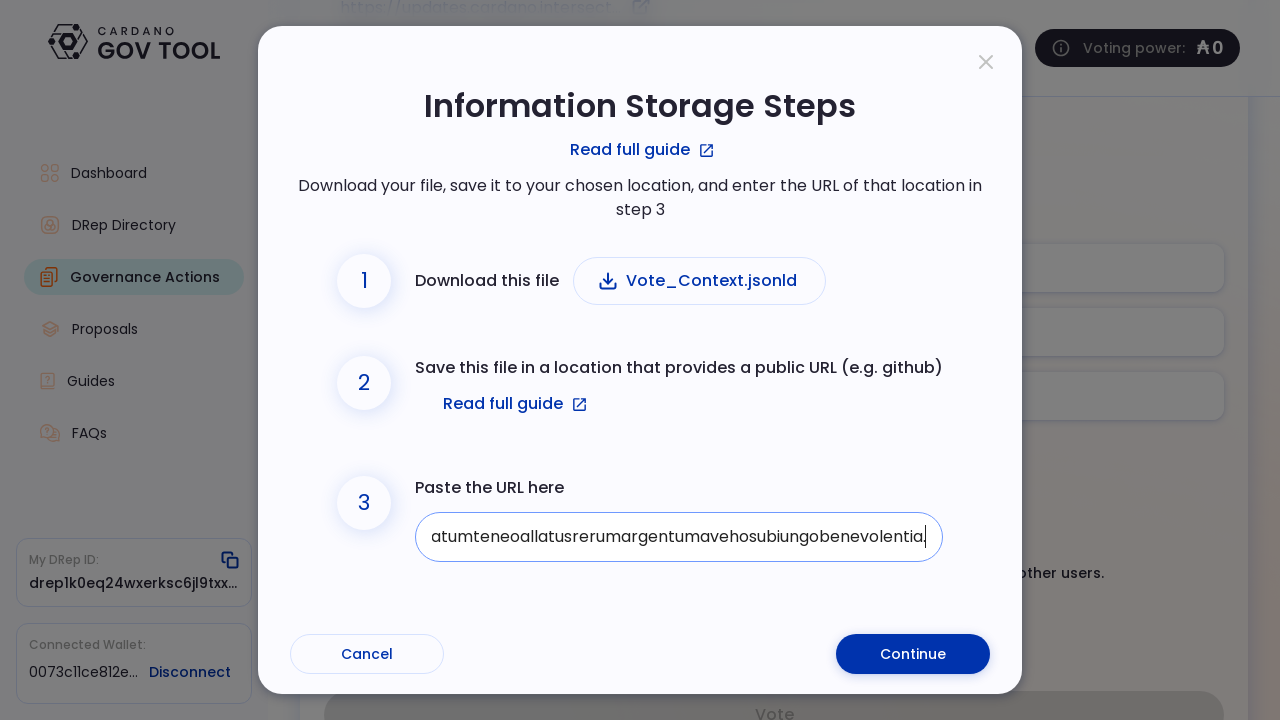 https://updates.cardano.intersect
CARDANO
GOV TOOL
Voting power: ₳ 0
Dashboard
DRep Directory
Governance Actions
Proposals
Guides
FAQs
My DRep ID:
drep1k0eq24wxerksc6jl9txx...
Connected Wallet:
0073c11ce812e... Disconnect
Information Storage Steps
Read full guide
Download your file, save it to your chosen location, and enter the URL of that location in
step 3
1
Download this file Vote_Context.jsonld
2
Save this file in a location that provides a public URL (e.g. github)
Read full guide
3
Paste the URL here
atumteneoallatusrerumargentumavehosubiungobenevolentia.
other users.
Cancel
Continue
Vote